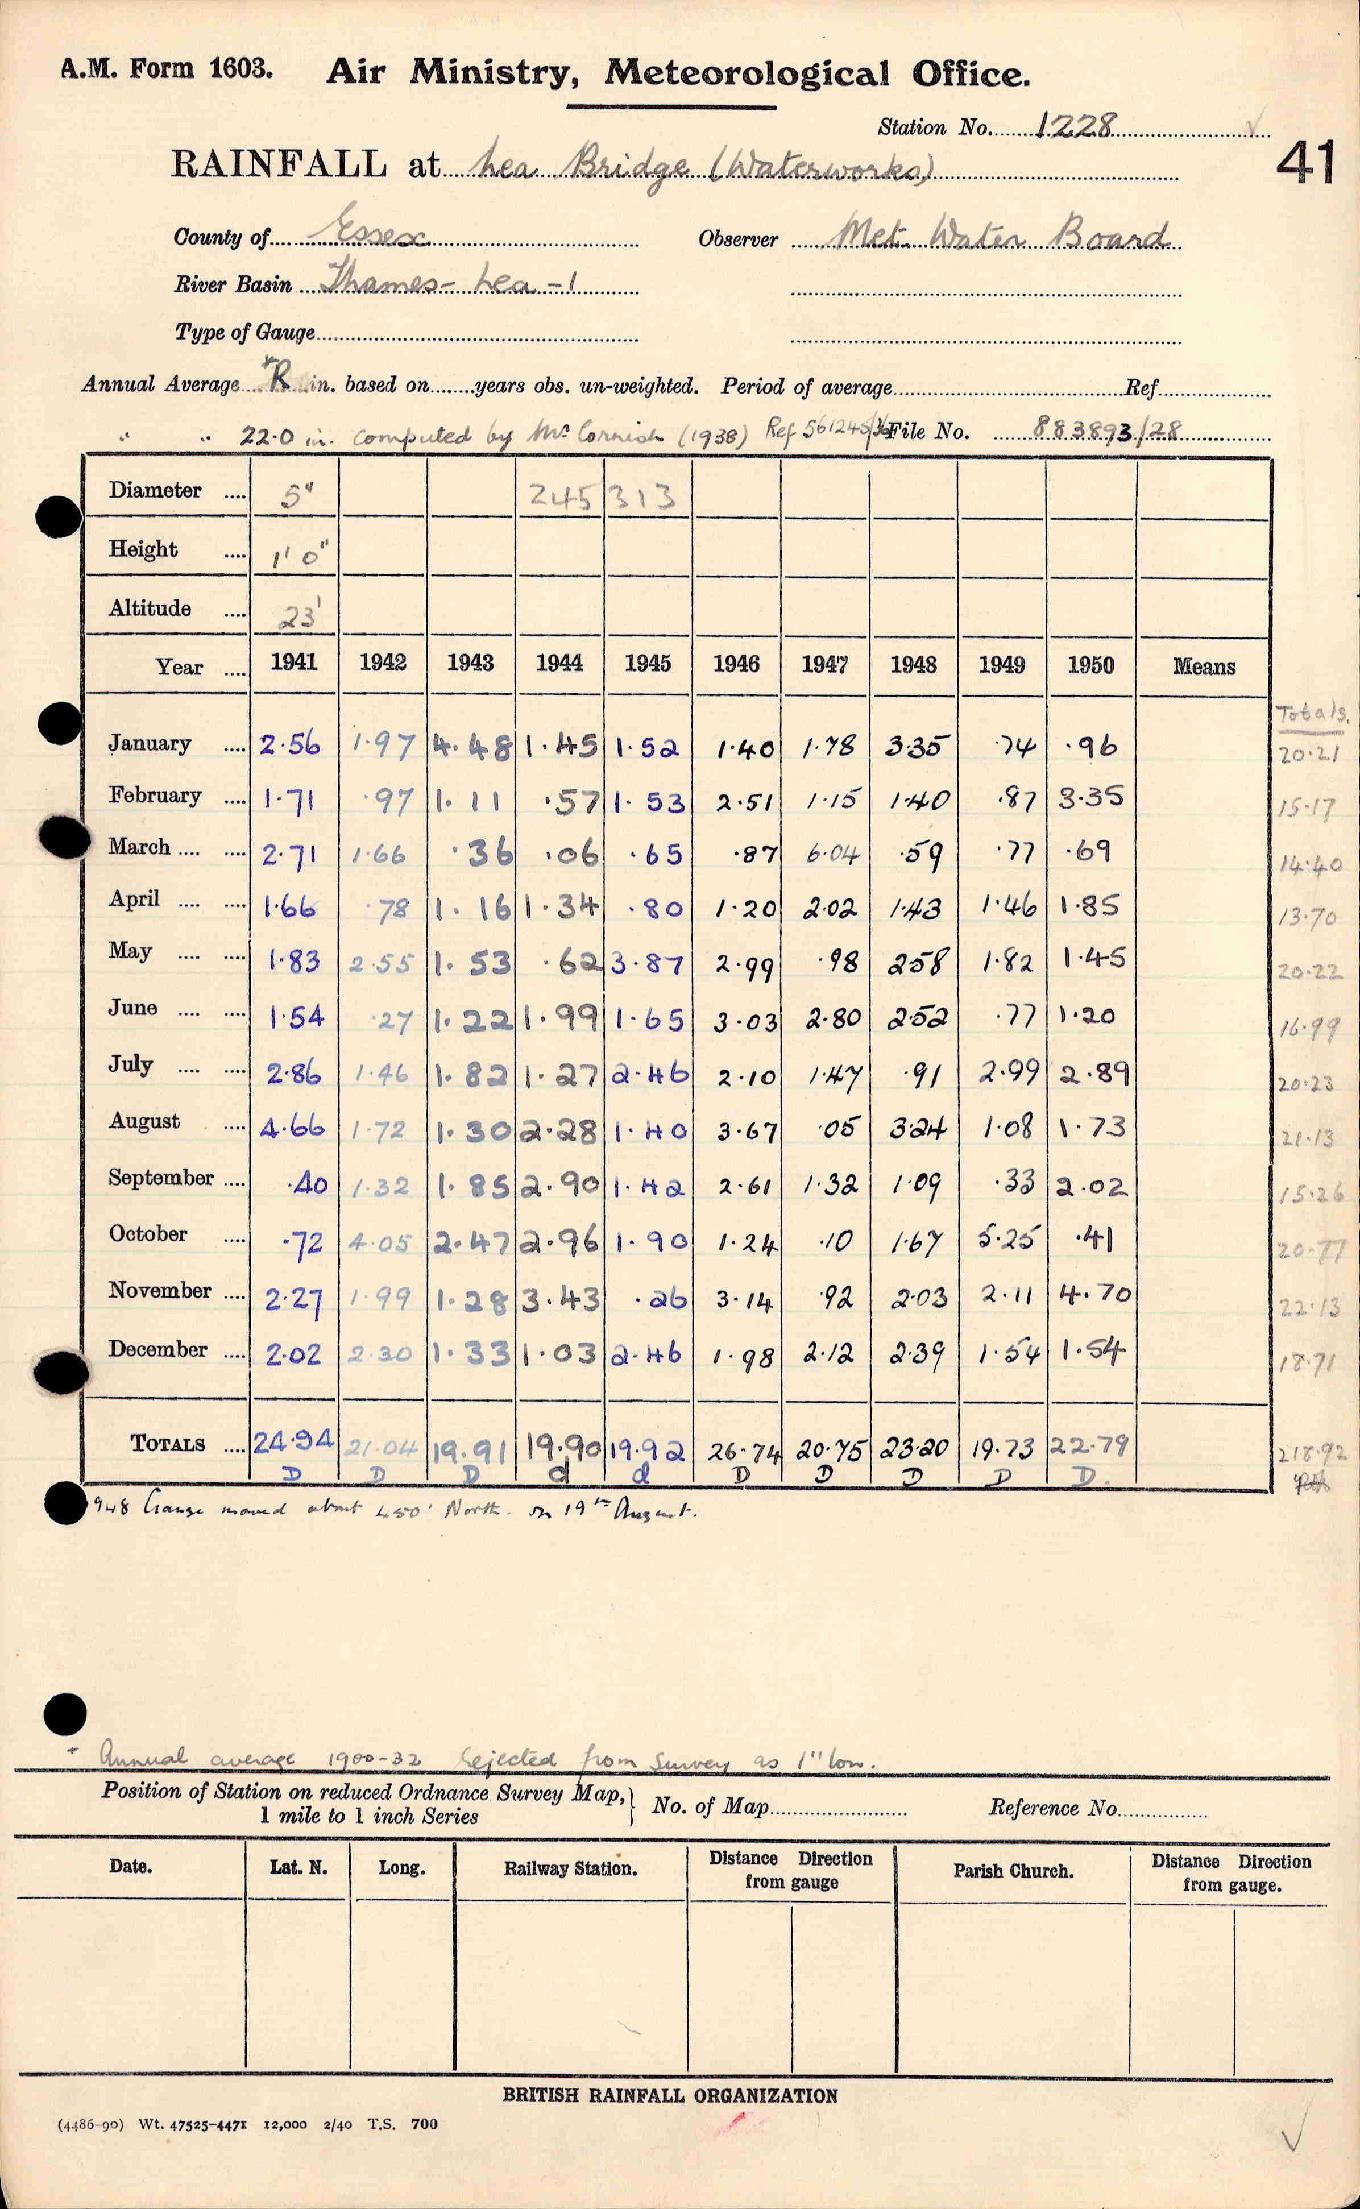 A.M. Form 1603. Air Ministry, Meteorological Office.
Station No. 1228
41
RAINFALL at Lea Bridge (Waterworks)
County of Essex Observer Met. Water Board
River Basin Thames - Lea - 1
Type of Gauge
Annual Average *R in. based on years obs. un-weighted. Period of average Ref
" " 22.0 in. computed by Mr Cornish (1938) Ref 561245/36 File No. 883893/28
Diameter .... 5" 245 313
Height .... 1' 0"
Altitude .... 23'
Year .... 1941 1942 1943 1944 1945 1946 1947 1948 1949 1950 Means
Totals.
January .... 2.56 1.97 4.48 1.45 1.52 1.40 1.78 3.35 .74 .96 20.21
February .... 1.71 .97 1.11 .57 1.53 2.51 1.15 1.40 .87 3.35 15.17
March .... .... 2.71 1.66 .36 .06 .65 .87 6.04 .59 .77 .69 14.40
April .... .... 1.66 .78 1.16 1.34 .80 1.20 2.02 1.43 1.46 1.85 13.70
May .... .... 1.83 2.55 1.53 .62 3.87 2.99 .98 2.58 1.82 1.45 20.22
June .... .... 1.54 .27 1.22 1.99 1.65 3.03 2.80 2.52 .77 1.20 16.99
July .... .... 2.86 1.46 1.82 1.27 2.46 2.10 1.47 .91 2.99 2.89 20.23
August .... 4.66 1.72 1.30 2.28 1.40 3.67 .05 3.24 1.08 1.73 21.13
September .... .40 1.32 1.85 2.90 1.42 2.61 1.32 1.09 .33 2.02 15.26
October .... .72 4.05 2.47 2.96 1.90 1.24 .10 1.67 5.25 .41 20.77
November .... 2.27 1.99 1.28 3.43 .26 3.14 .92 2.03 2.11 4.70 22.13
December .... 2.02 2.30 1.33 1.03 2.46 1.98 2.12 2.39 1.54 1.54 18.71
TOTALS .... 24.94 21.04 19.91 19.90 19.92 26.74 20.75 23.20 19.73 22.79 218.92
D D D d d D D D D D.
1948 Gauge moved about 450' North. on 19th August.
* Annual average 1900-32 Rejected from Survey as 1" low.
Position of Station on reduced Ordnance Survey Map, 1 mile to 1 inch Series } No. of Map Reference No.
Date. Lat. N. Long. Railway Station. Distance Direction from gauge Parish Church. Distance Direction from gauge.
BRITISH RAINFALL ORGANIZATION
(4486-90) Wt. 47525-4471 12,000 2/40 T.S. 700